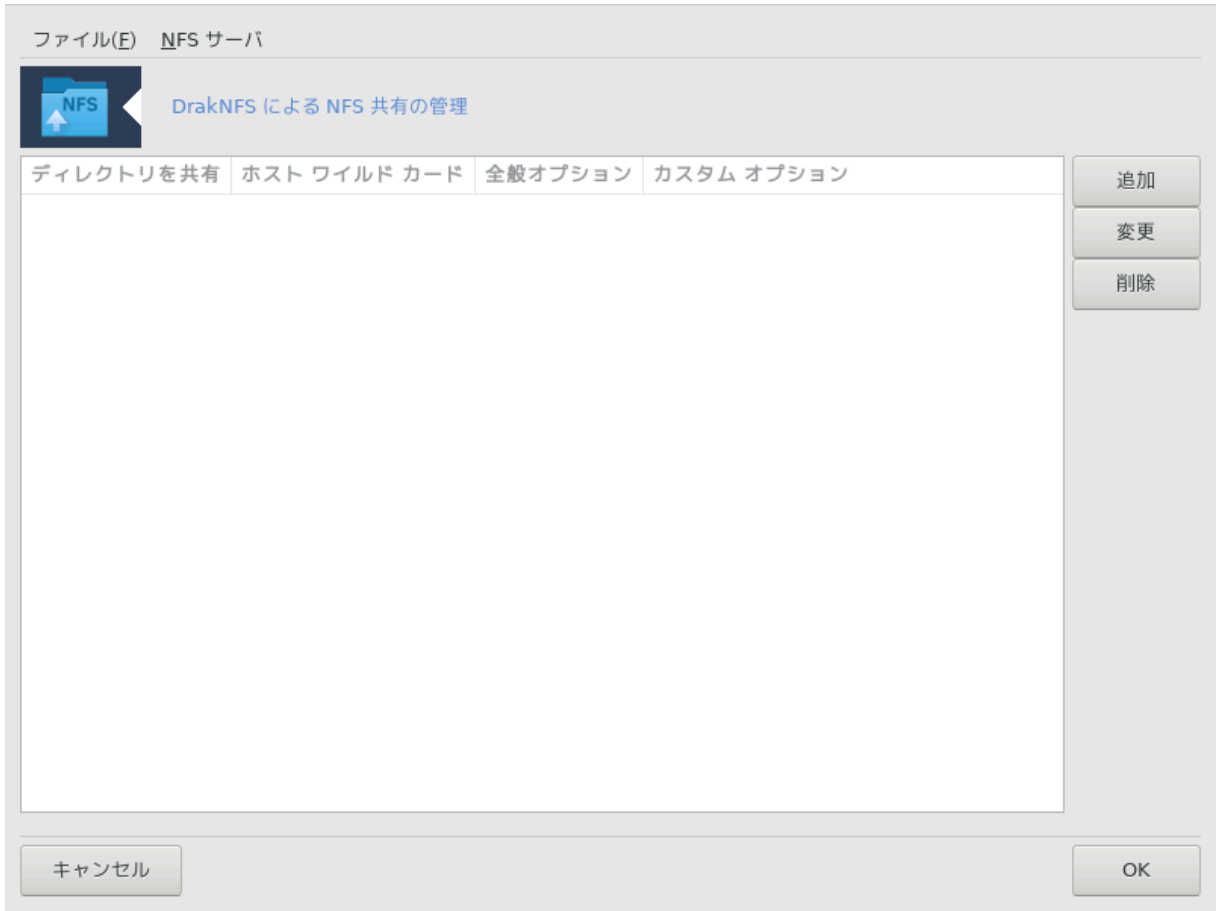 ファイル(F) NFS サーバ
NFS
DrakNFS による NFS 共有の管理
ディレクトリを共有 ホスト ワイルド カード 全般オプション カスタム オプション
追加
変更
削除
キャンセル OK